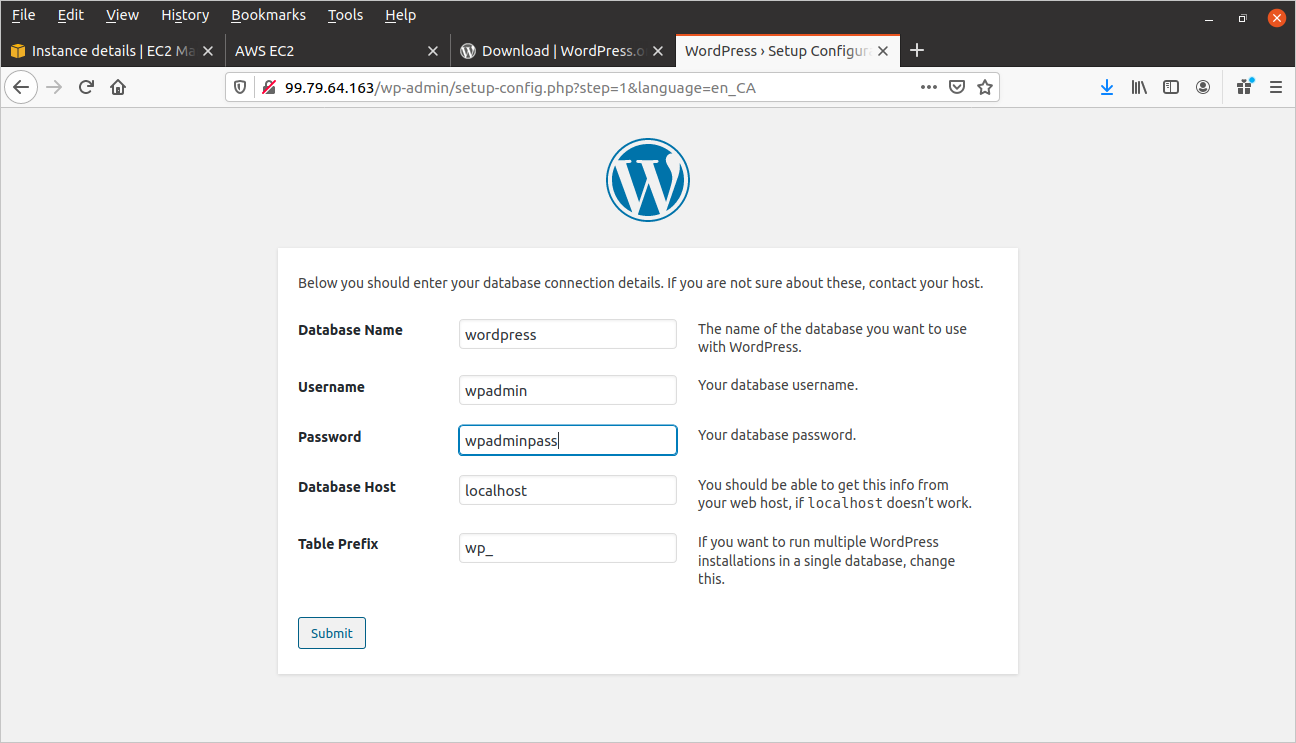 File Edit View History Bookmarks Tools Help
Instance details | EC2 Ma AWS EC2 Download | WordPress.o WordPress › Setup Configura
99.79.64.163/wp-admin/setup-config.php?step=1&language=en_CA
Below you should enter your database connection details. If you are not sure about these, contact your host.
Database Name
wordpress
The name of the database you want to use
with WordPress.
Username
wpadmin
Your database username.
Password
wpadminpass
Your database password.
Database Host
localhost
You should be able to get this info from
your web host, if localhost doesn’t work.
Table Prefix
wp_
If you want to run multiple WordPress
installations in a single database, change
this.
Submit